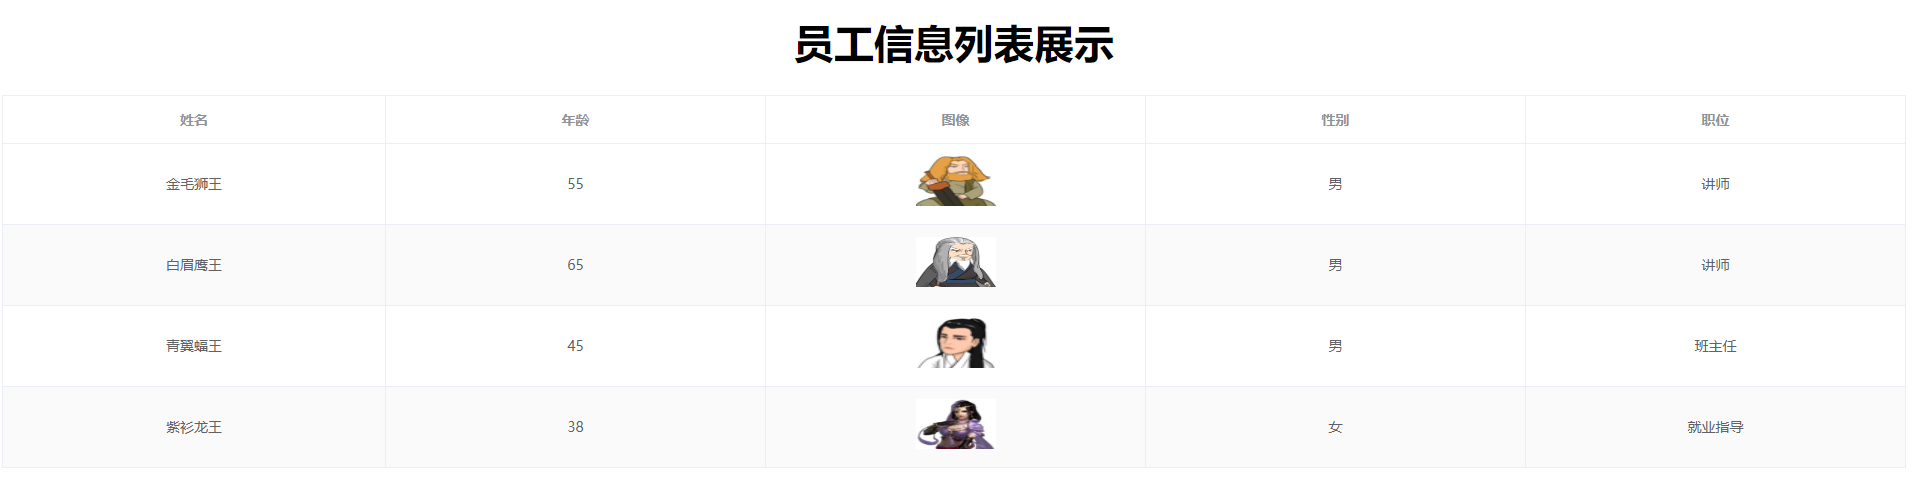 员工信息列表展示
姓名 年龄 图像 性别 职位
金毛狮王 55 男 讲师
白眉鹰王 65 男 讲师
青翼蝠王 45 男 班主任
紫衫龙王 38 女 就业指导